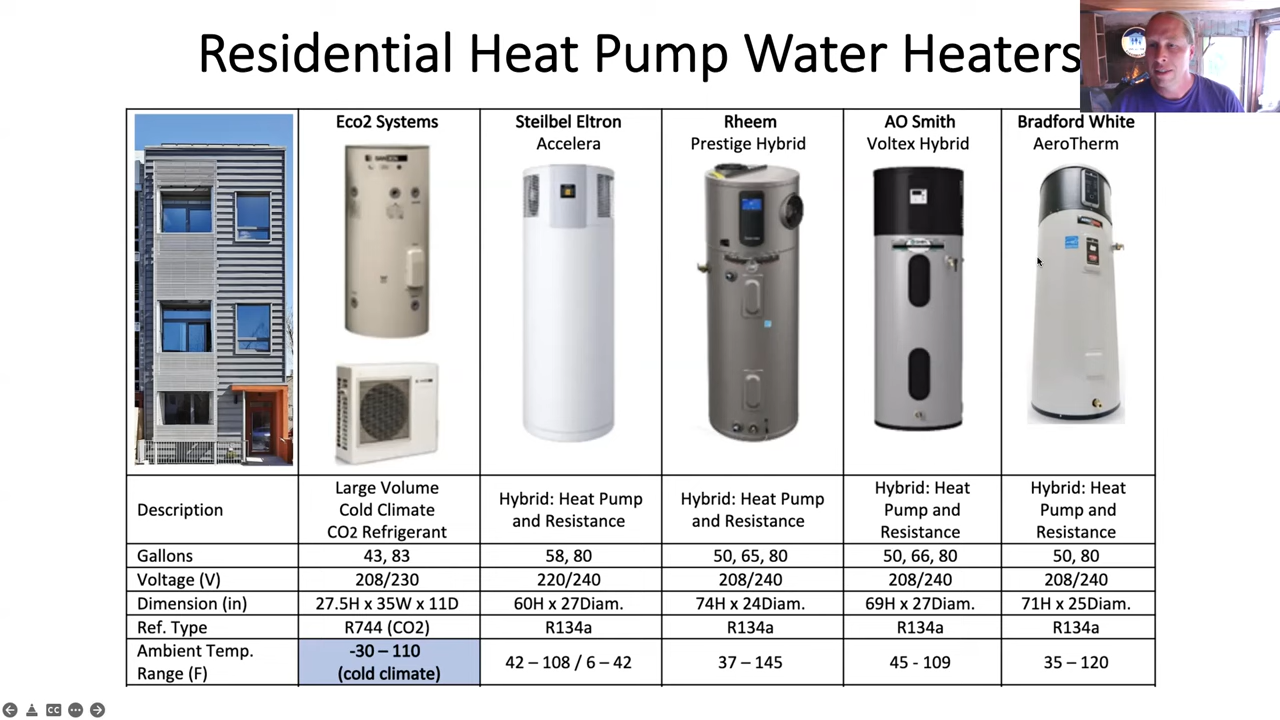 Residential Heat Pump Water Heaters
Eco2 Systems
Steilbel Eltron
Accelera
Rheem
Prestige Hybrid
AO Smith
Voltex Hybrid
Bradford White
AeroTherm
Description
Large Volume
Cold Climate
CO2 Refrigerant
Hybrid: Heat Pump
and Resistance
Hybrid: Heat Pump
and Resistance
Hybrid: Heat
Pump and
Resistance
Hybrid: Heat
Pump and
Resistance
Gallons
43, 83
58, 80
50, 65, 80
50, 66, 80
50, 80
Voltage (V)
208/230
220/240
208/240
208/240
208/240
Dimension (in)
27.5H x 35W x 11D
60H x 27Diam.
74H x 24Diam.
69H x 27Diam.
71H x 25Diam.
Ref. Type
R744 (CO2)
R134a
R134a
R134a
R134a
Ambient Temp.
Range (F)
-30 – 110
(cold climate)
42 – 108 / 6 – 42
37 – 145
45 - 109
35 – 120
CC